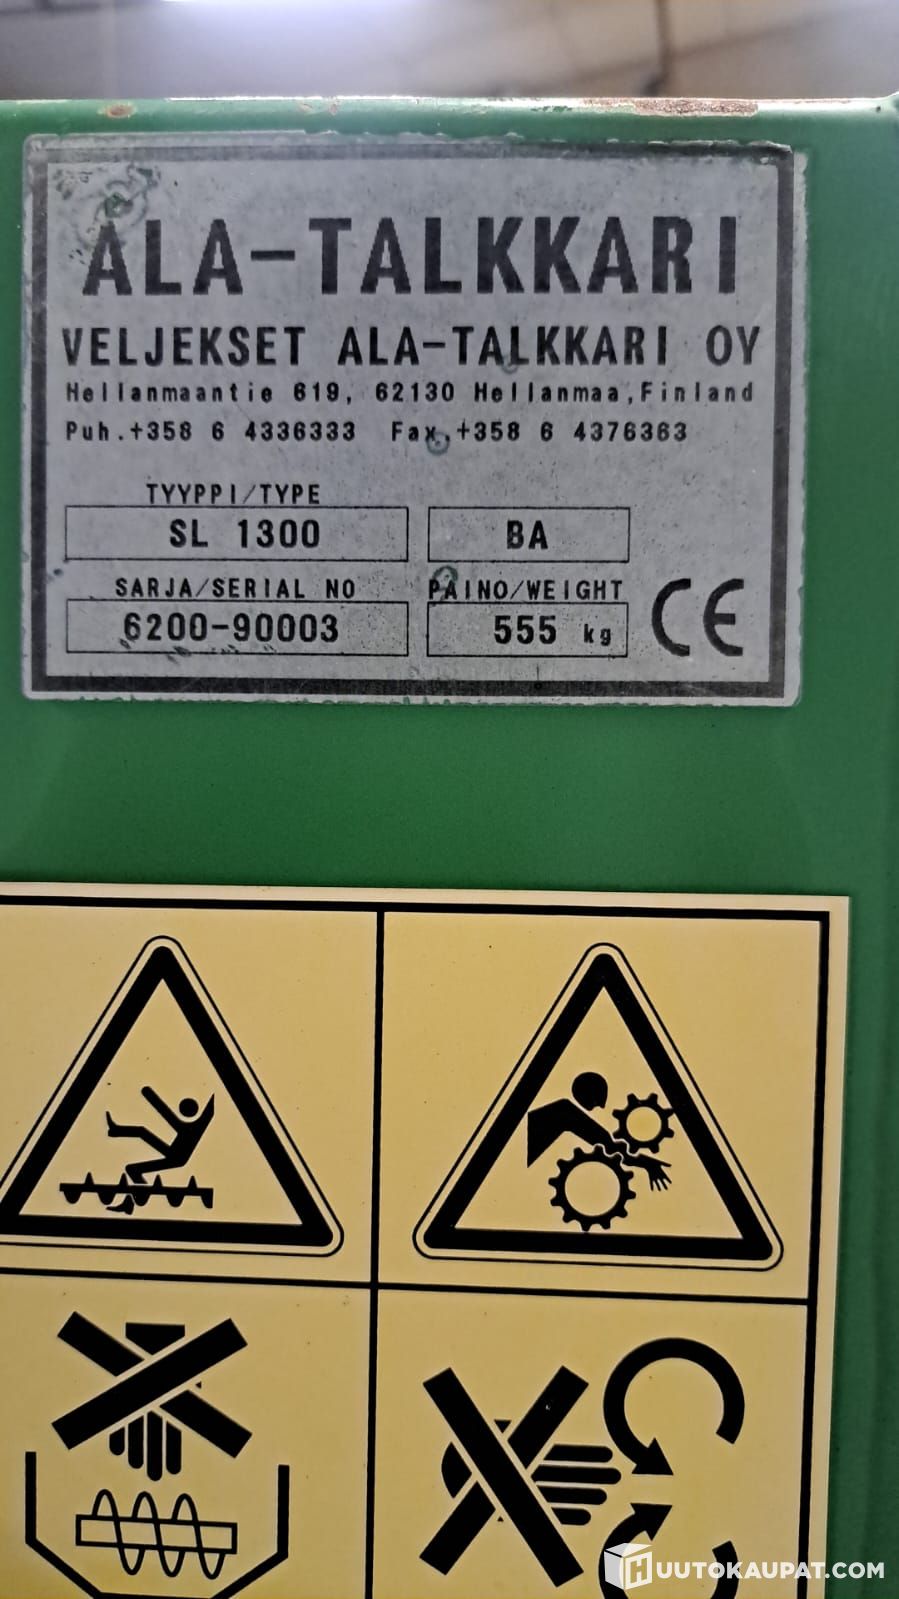 ALA-TALKKARI
VELJEKSET ALA-TALKKARI OY
Hellanmaantie 619, 62130 Hellanmaa,Finland
Puh.+358 6 4336333 Fax.+358 6 4376363
TYYPPI/TYPE
SL 1300 BA
SARJA/SERIAL NO PAINO/WEIGHT
6200-90003 555 kg CE
HUUTOKAUPAT.COM